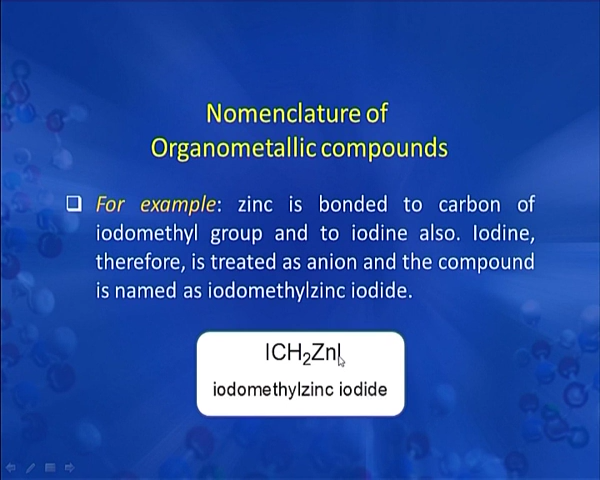 Nomenclature of
Organometallic compounds
For example: zinc is bonded to carbon of
iodomethyl group and to iodine also. Iodine,
therefore, is treated as anion and the compound
is named as iodomethylzinc iodide.
ICH₂ZnI
iodomethylzinc iodide